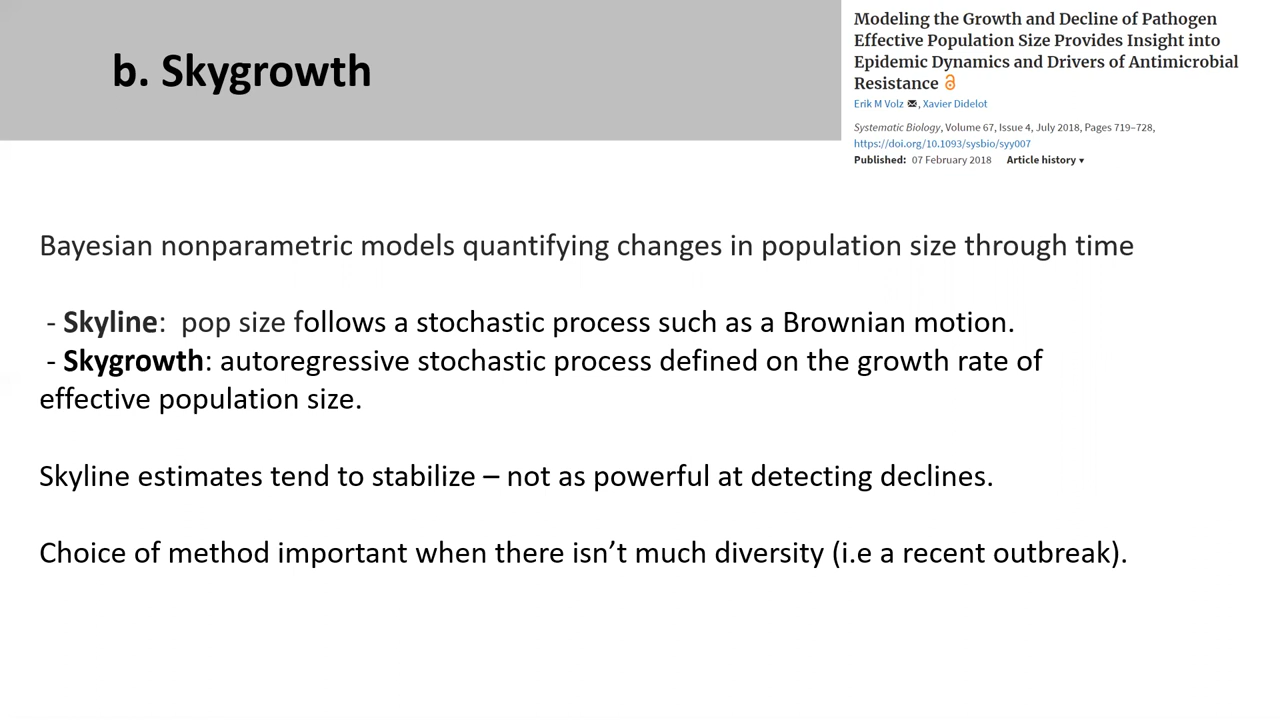 b. Skygrowth
Modeling the Growth and Decline of Pathogen
Effective Population Size Provides Insight into
Epidemic Dynamics and Drivers of Antimicrobial
Resistance
Erik M Volz , Xavier Didelot
Systematic Biology, Volume 67, Issue 4, July 2018, Pages 719–728,
https://doi.org/10.1093/sysbio/syy007
Published: 07 February 2018 Article history ▾
Bayesian nonparametric models quantifying changes in population size through time
- Skyline: pop size follows a stochastic process such as a Brownian motion.
- Skygrowth: autoregressive stochastic process defined on the growth rate of
effective population size.
Skyline estimates tend to stabilize – not as powerful at detecting declines.
Choice of method important when there isn’t much diversity (i.e a recent outbreak).